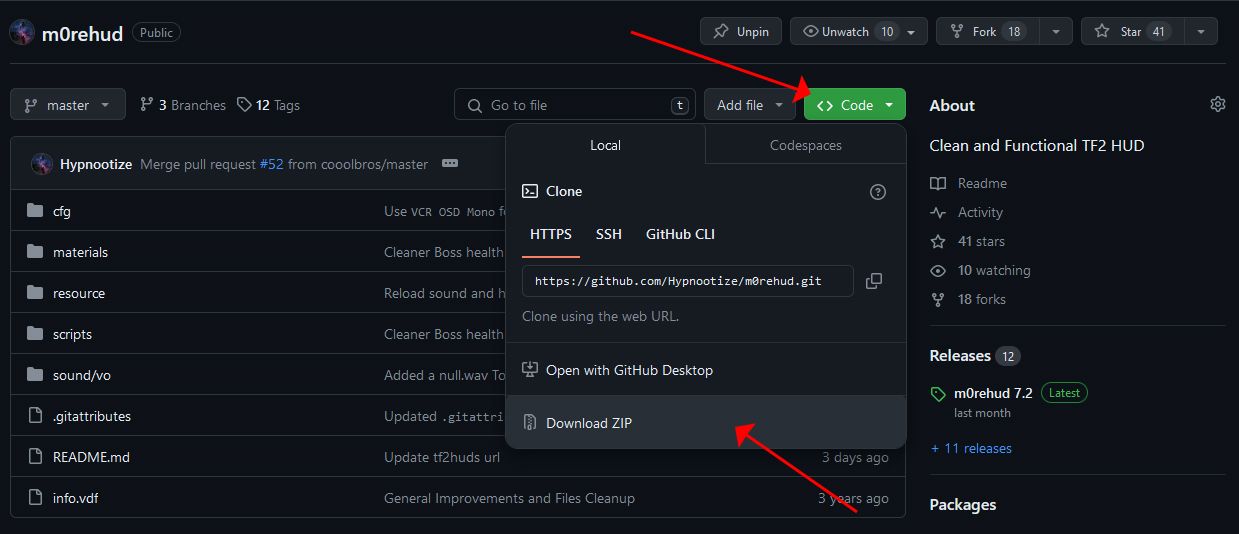 m0rehud Public Unpin Unwatch 10 Fork 18 Star 41
master 3 Branches 12 Tags Go to file t Add file Code
About
Clean and Functional TF2 HUD
Readme
Activity
41 stars
10 watching
18 forks
Releases 12
m0rehud 7.2 Latest
last month
+ 11 releases
Packages
Local Codespaces
Clone
HTTPS SSH GitHub CLI
https://github.com/Hypnootize/m0rehud.git
Clone using the web URL.
Open with GitHub Desktop
Download ZIP
Hypnootize Merge pull request #52 from cooolbros/master
cfg Use VCR OSD Mono fo
materials Cleaner Boss health
resource Reload sound and h
scripts Cleaner Boss health
sound/vo Added a null.wav To
.gitattributes Updated .gitattri
README.md Update tf2huds url 3 days ago
info.vdf General Improvements and Files Cleanup 3 years ago